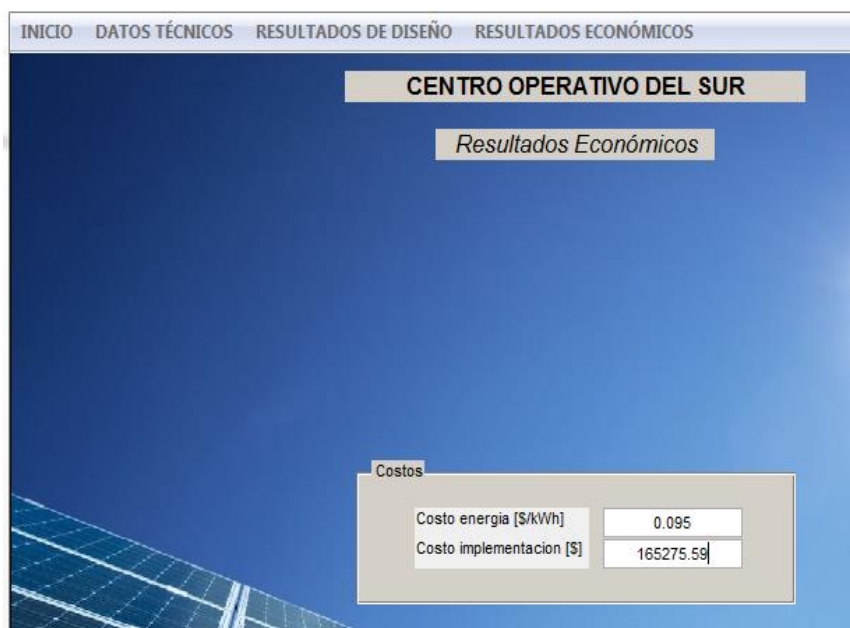 INICIO DATOS TÉCNICOS RESULTADOS DE DISEÑO RESULTADOS ECONÓMICOS
CENTRO OPERATIVO DEL SUR
Resultados Económicos
Costos
Costo energia [$/kWh] 0.095
Costo implementacion [$] 165275.59